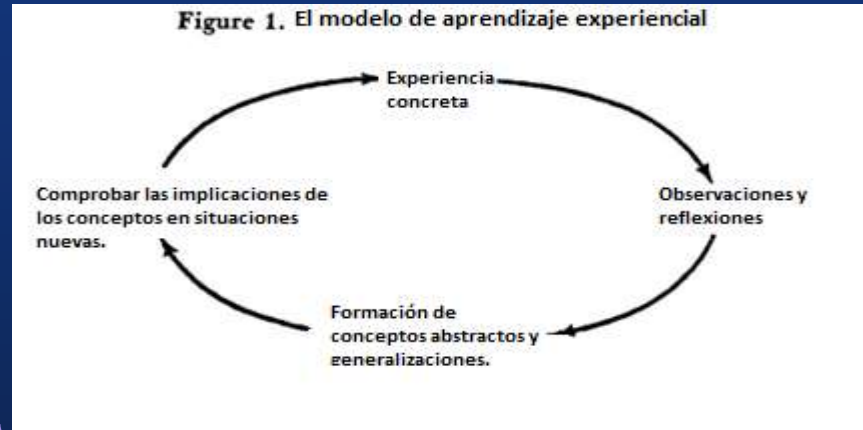 Figure 1. El modelo de aprendizaje experiencial
Experiencia
concreta
Observaciones y
reflexiones
Formación de
conceptos abstractos y
generalizaciones.
Comprobar las implicaciones de
los conceptos en situaciones
nuevas.